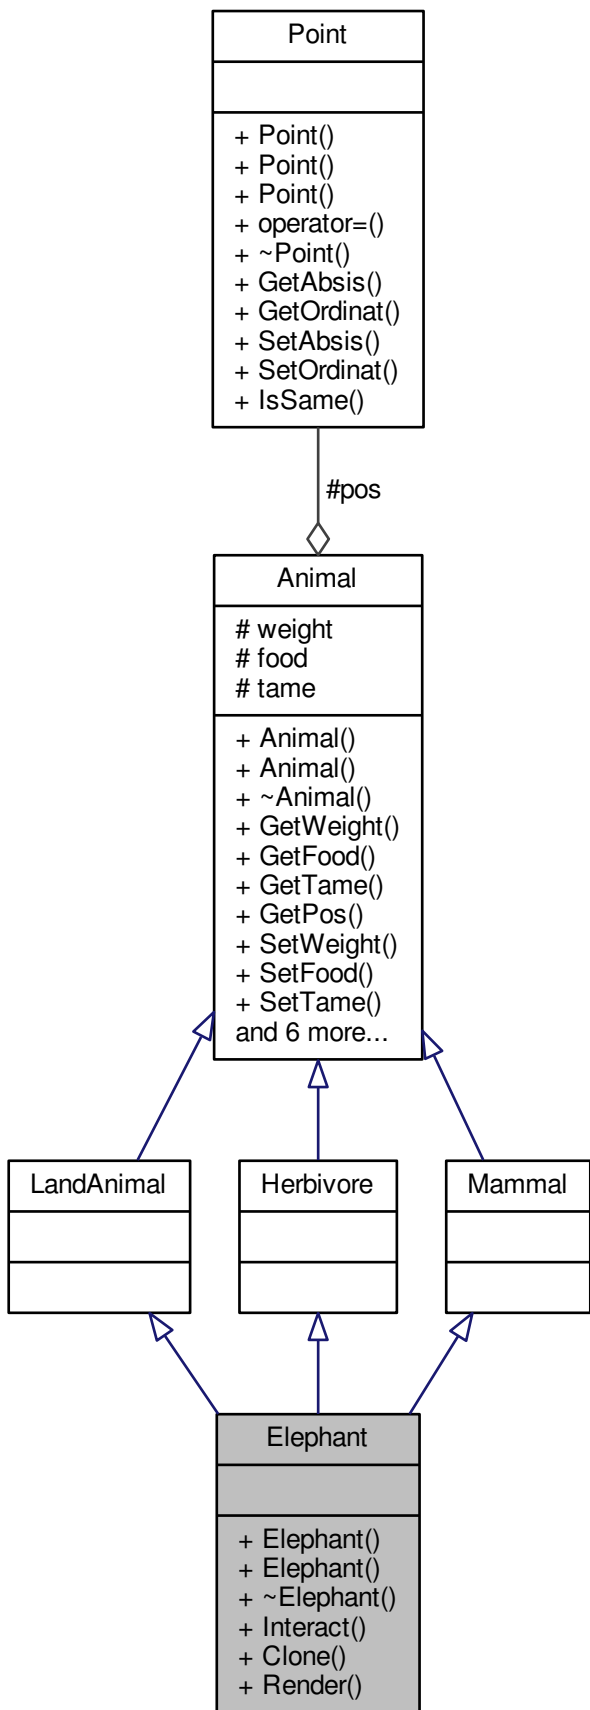 Point
+ Point()
+ Point()
+ Point()
+ operator=()
+ ~Point()
+ GetAbsis()
+ GetOrdinat()
+ SetAbsis()
+ SetOrdinat()
+ IsSame()
#pos
Animal
# weight
# food
# tame
+ Animal()
+ Animal()
+ ~Animal()
+ GetWeight()
+ GetFood()
+ GetTame()
+ GetPos()
+ SetWeight()
+ SetFood()
+ SetTame()
and 6 more...
LandAnimal
Herbivore
Mammal
Elephant
+ Elephant()
+ Elephant()
+ ~Elephant()
+ Interact()
+ Clone()
+ Render()